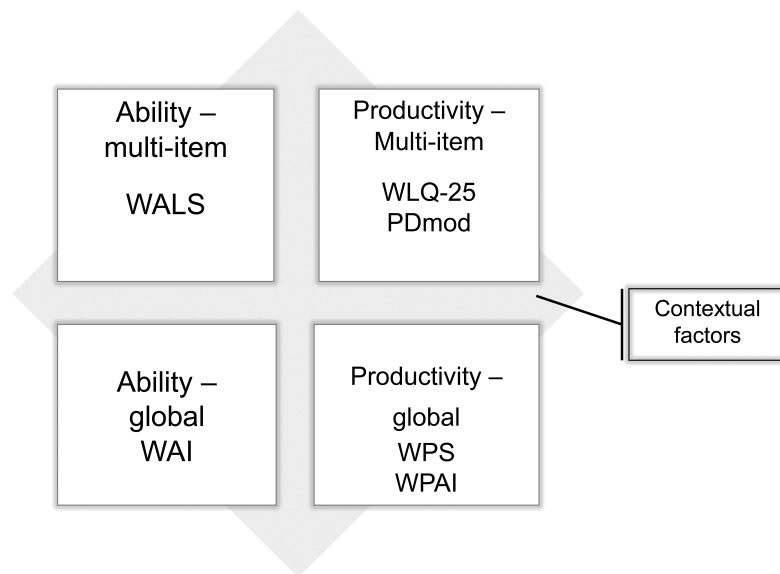 Ability –
multi-item
WALS
Productivity –
Multi-item
WLQ-25
PDmod
Contextual
factors
Ability –
global
WAI
Productivity –
global
WPS
WPAI